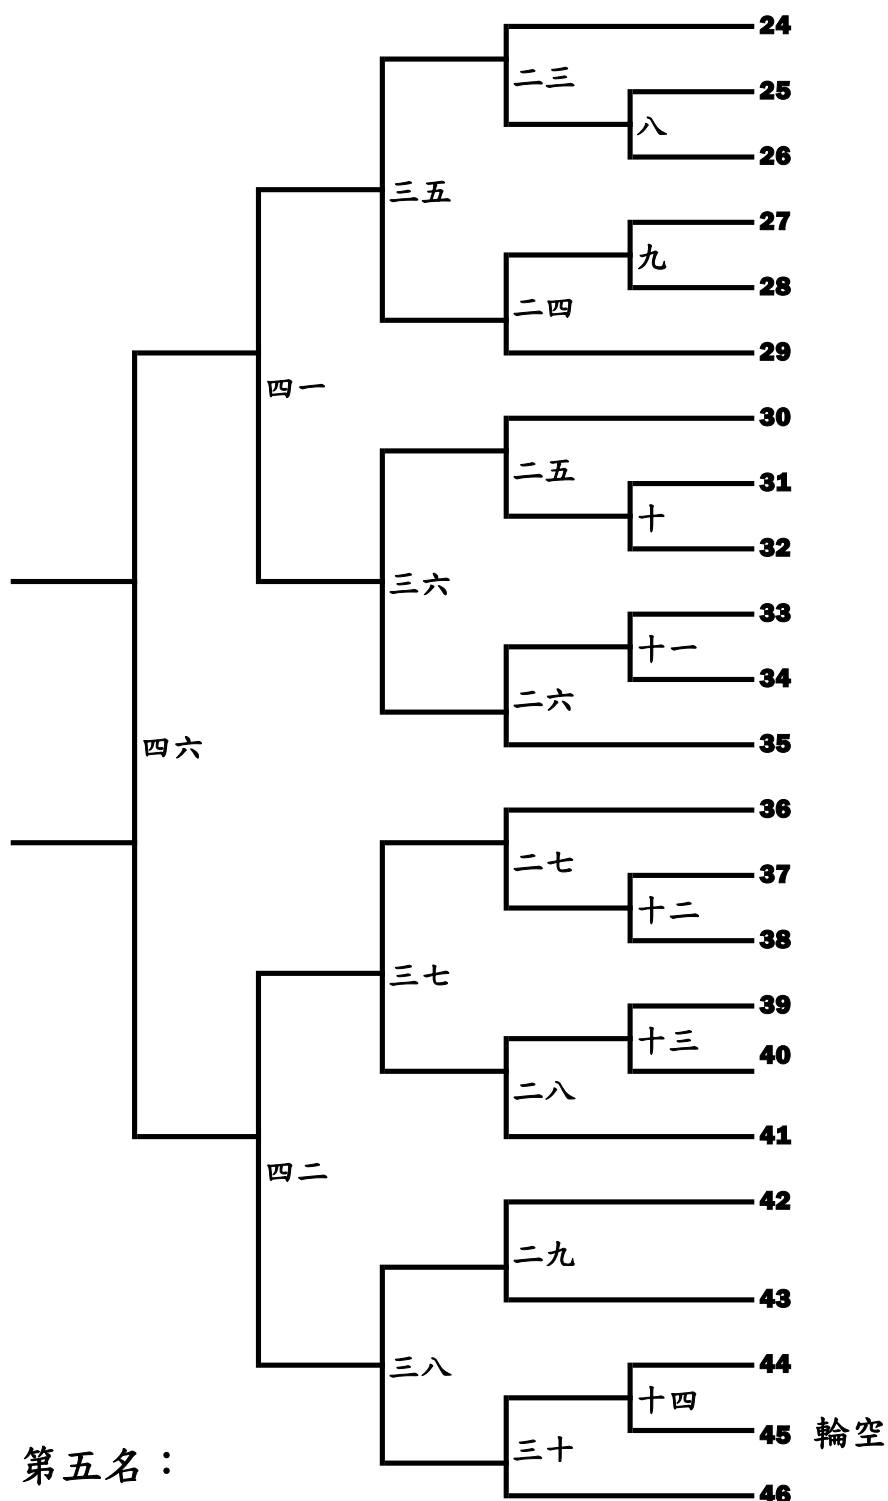 24
二三
25
八
26
三五
27
九
28
二四
29
四一
30
二五
31
十
32
三六
33
十一
34
二六
35
四六
36
二七
37
十二
38
三七
39
十三
40
二八
41
四二
42
二九
43
三八
44
十四
45 輪空
三十
第五名：
46